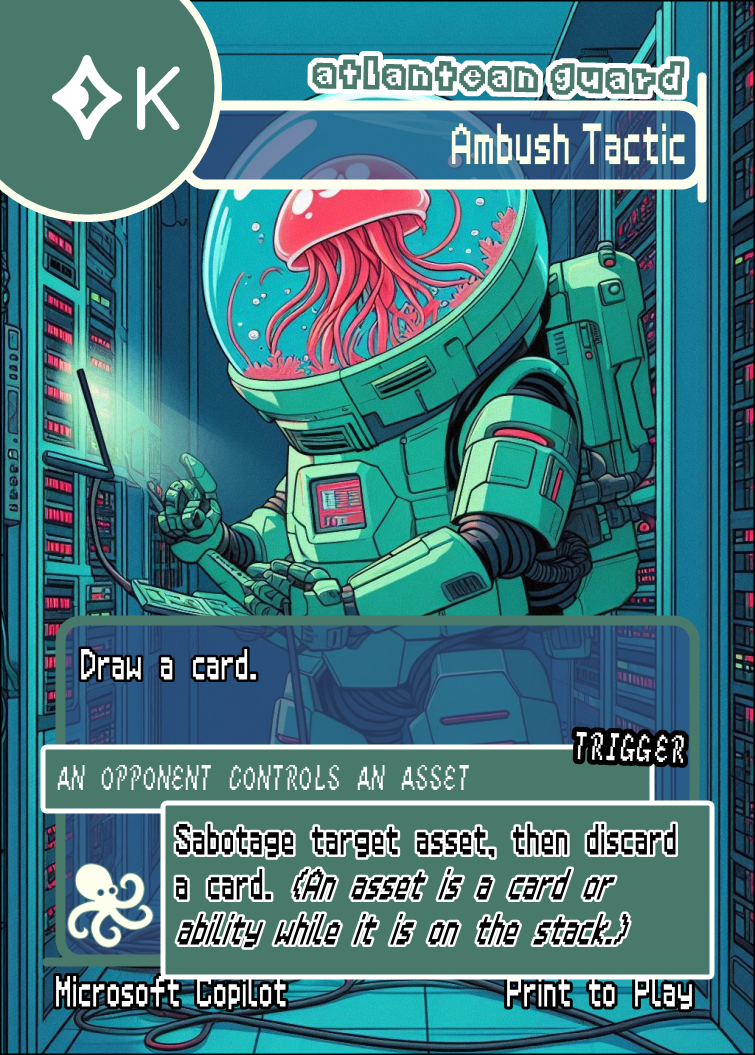 K
atlantean guard
Ambush Tactic
Draw a card.
TRIGGER
AN OPPONENT CONTROLS AN ASSET
Sabotage target asset, then discard
a card. (An asset is a card or
ability while it is on the stack.)
Microsoft Copilot
Print to Play